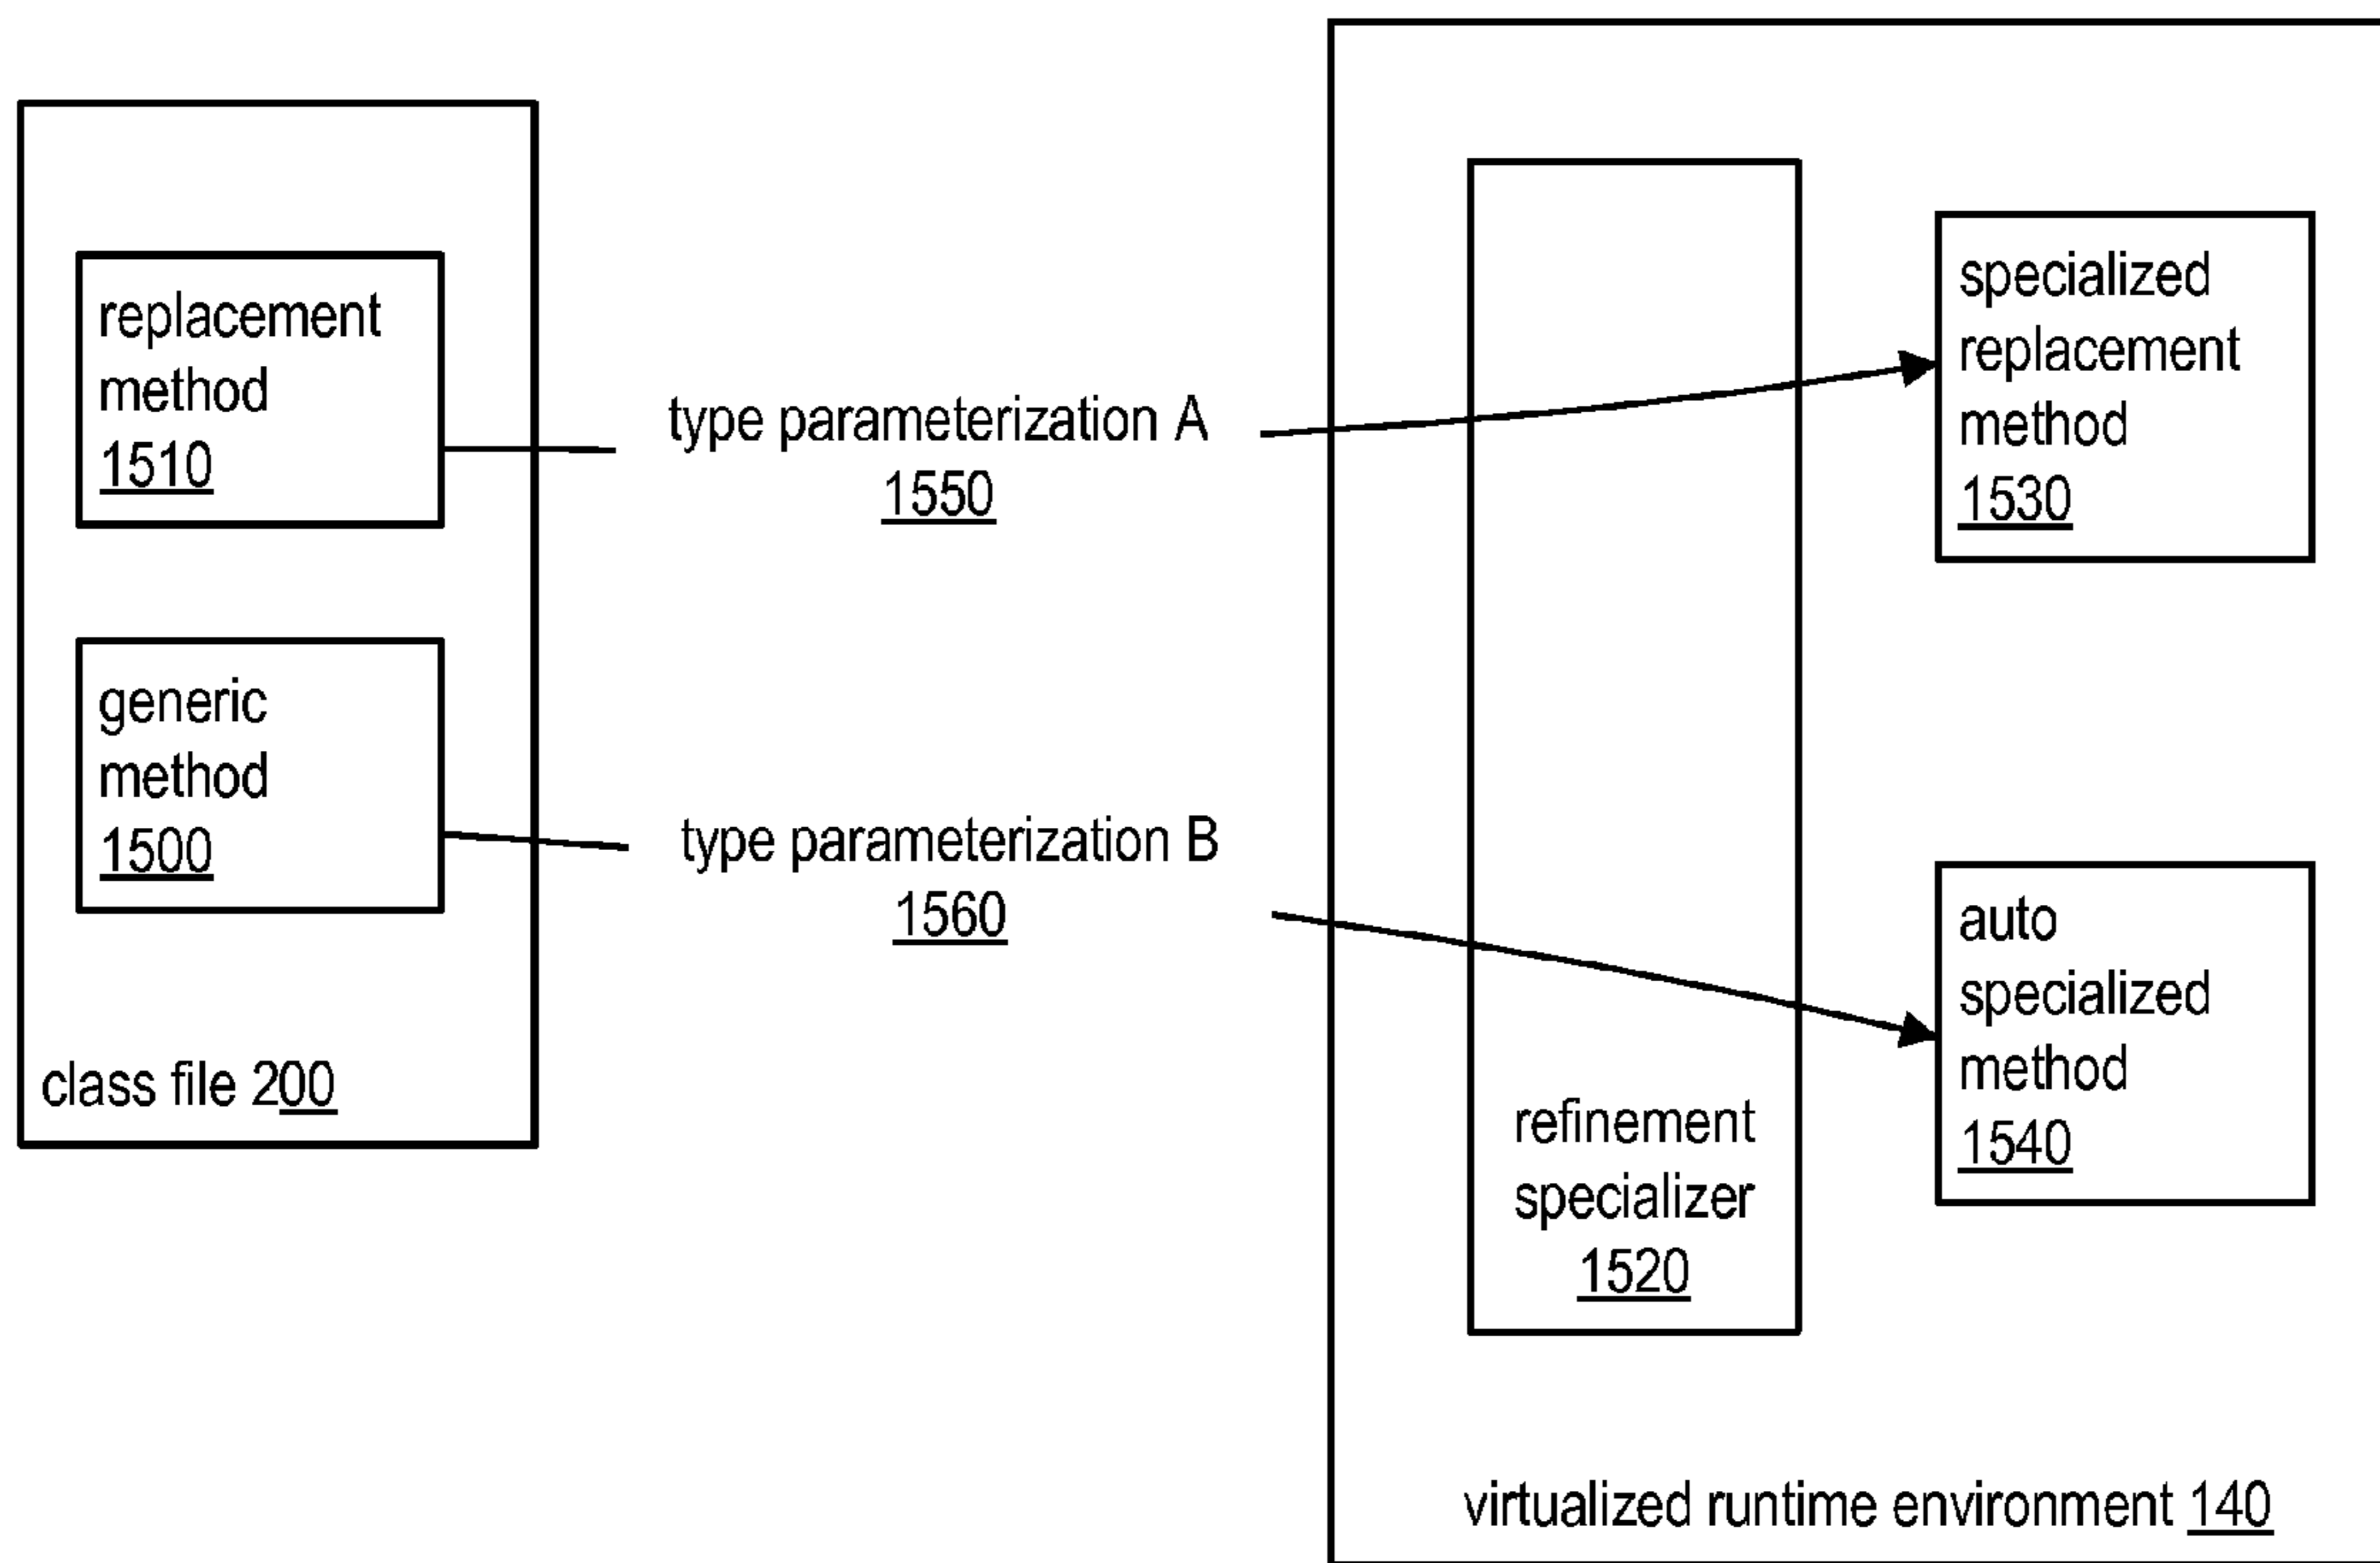 replacement
method
1510
generic
method
1500
class file 200
type parameterization A
1550
type parameterization B
1560
refinement
specializer
1520
specialized
replacement
method
1530
auto
specialized
method
1540
virtualized runtime environment 140